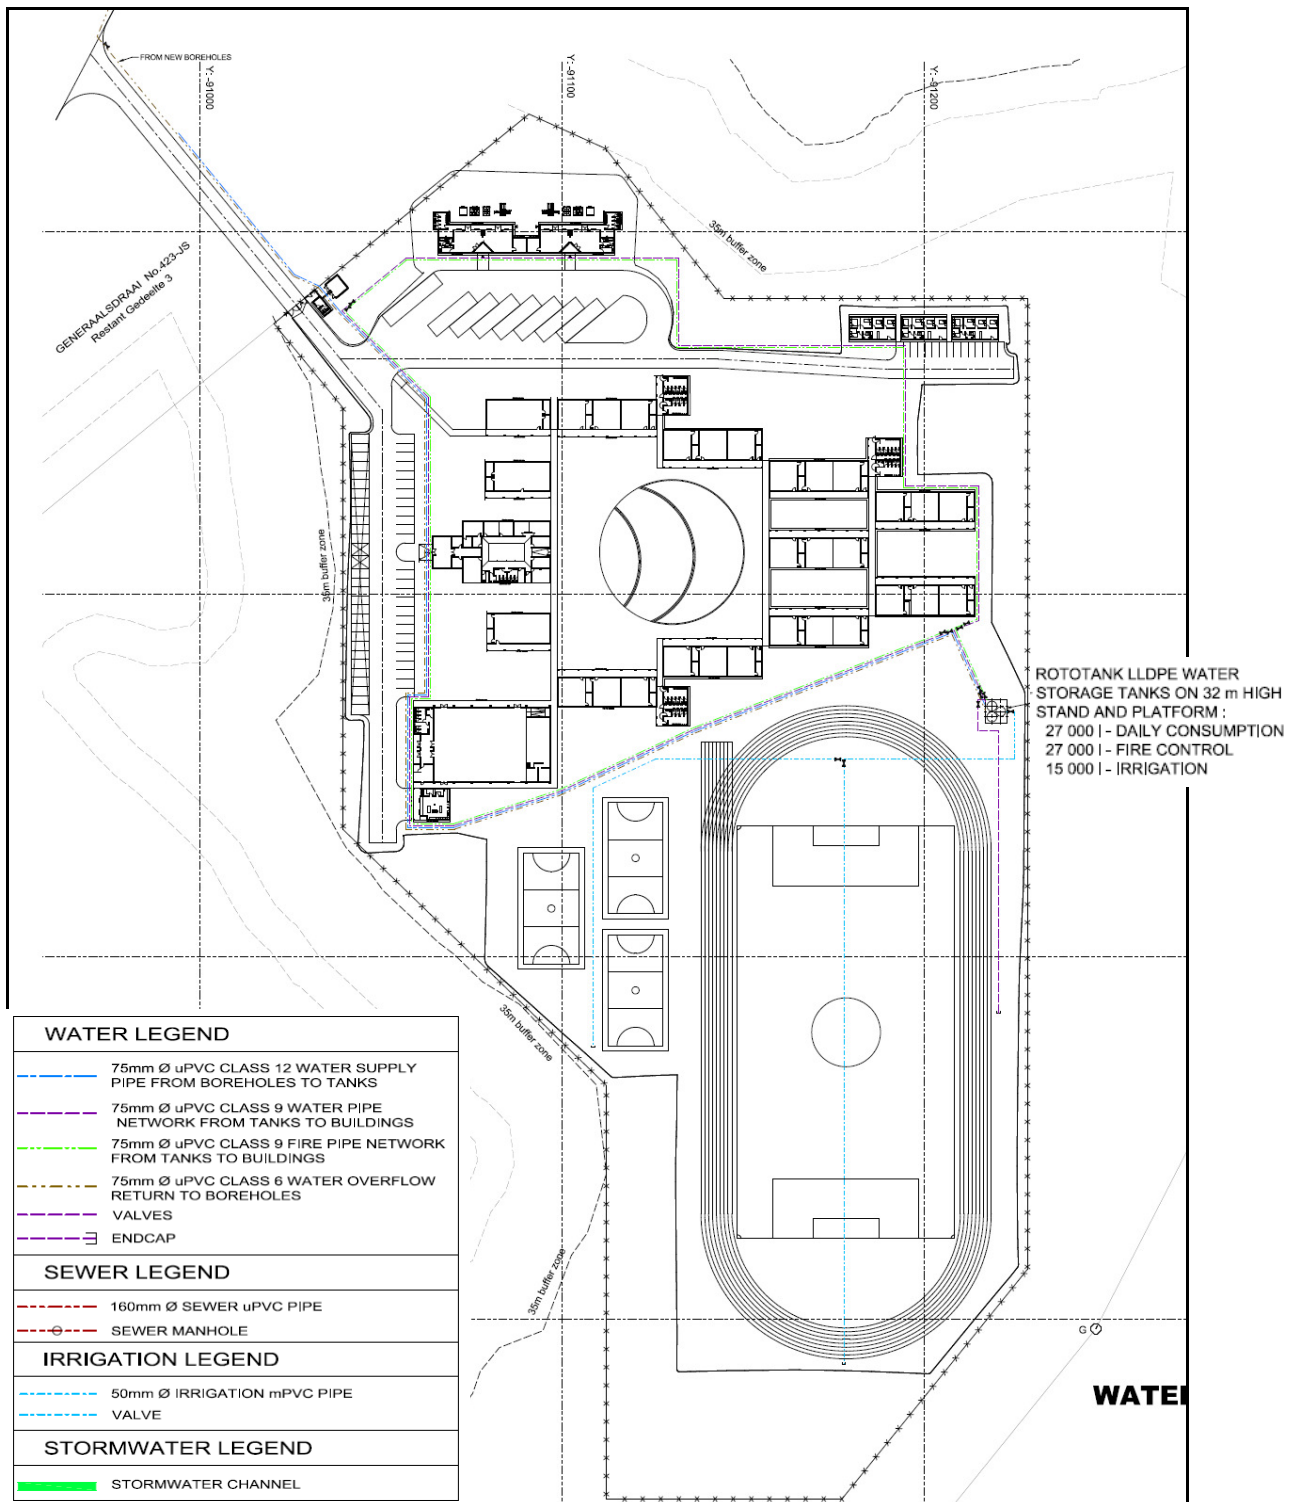 FROM NEW BOREHOLES
Y: -91000
Y: -91100
Y: -91200
GENERAALSDRAAI No.423-JS
Restant Gedeelte 3
35m buffer zone
35m buffer zone
ROTOTANK LLDPE WATER
STORAGE TANKS ON 32 m HIGH
STAND AND PLATFORM :
27 000 l - DAILY CONSUMPTION
27 000 l - FIRE CONTROL
15 000 l - IRRIGATION
35m buffer zone
35m buffer zone
G
WATE
WATER LEGEND
75mm Ø uPVC CLASS 12 WATER SUPPLY
PIPE FROM BOREHOLES TO TANKS
75mm Ø uPVC CLASS 9 WATER PIPE
NETWORK FROM TANKS TO BUILDINGS
75mm Ø uPVC CLASS 9 FIRE PIPE NETWORK
FROM TANKS TO BUILDINGS
75mm Ø uPVC CLASS 6 WATER OVERFLOW
RETURN TO BOREHOLES
VALVES
ENDCAP
SEWER LEGEND
160mm Ø SEWER uPVC PIPE
SEWER MANHOLE
IRRIGATION LEGEND
50mm Ø IRRIGATION mPVC PIPE
VALVE
STORMWATER LEGEND
STORMWATER CHANNEL